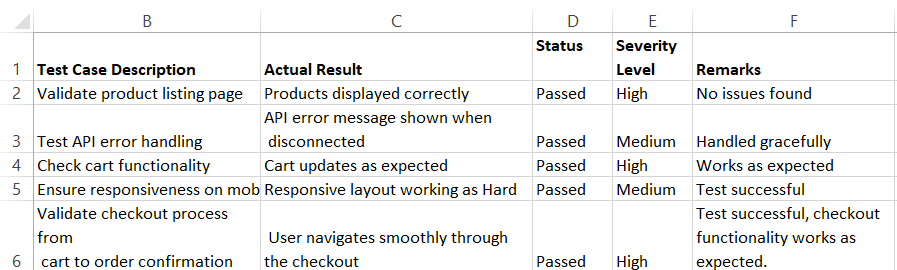 B C D E F
Status Severity
1 Test Case Description Actual Result Level Remarks
2 Validate product listing page Products displayed correctly Passed High No issues found
API error message shown when
3 Test API error handling disconnected Passed Medium Handled gracefully
4 Check cart functionality Cart updates as expected Passed High Works as expected
5 Ensure responsiveness on mob Responsive layout working as Hard Passed Medium Test successful
Validate checkout process Test successful, checkout
from User navigates smoothly through functionality works as
6 cart to order confirmation the checkout Passed High expected.